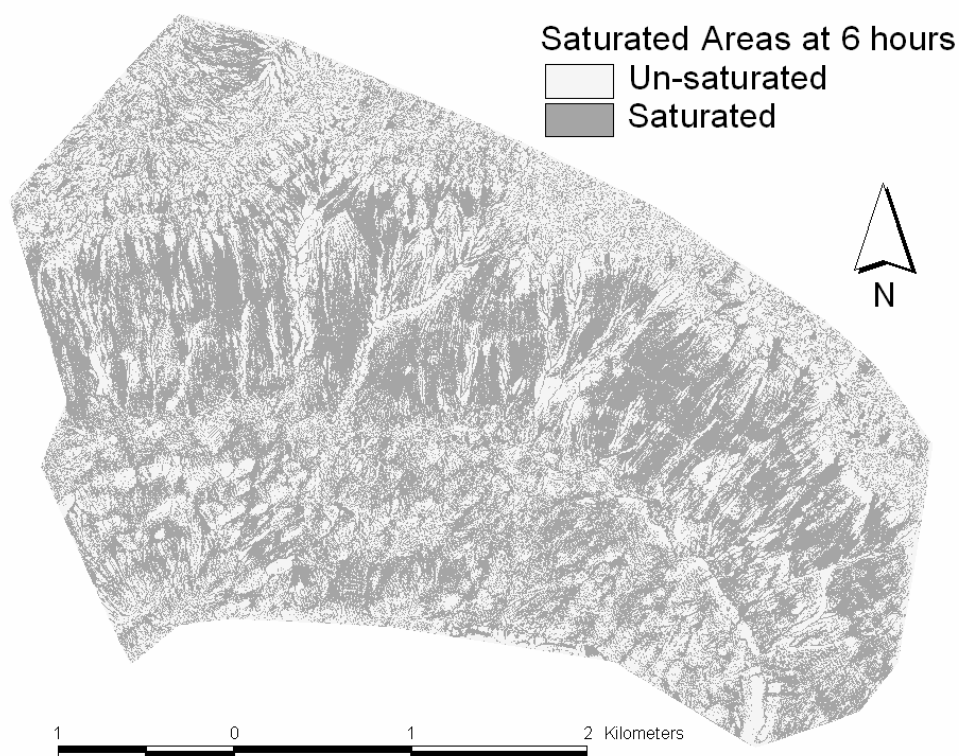 Saturated Areas at 6 hours
Un-saturated
Saturated
N
1 0 1 2 Kilometers